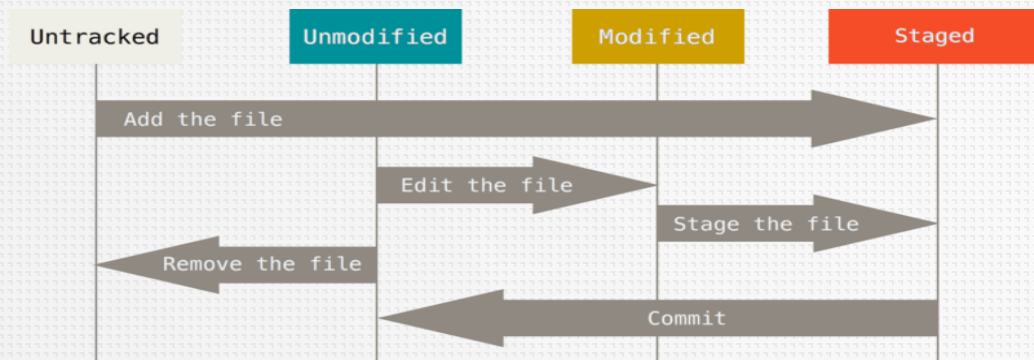 Untracked
Unmodified
Modified
Staged
Add the file
Edit the file
Stage the file
Remove the file
Commit